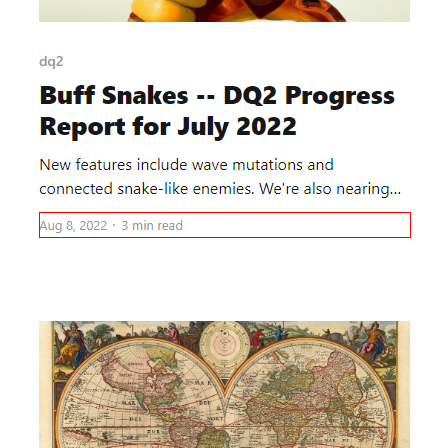 dq2
Buff Snakes -- DQ2 Progress
Report for July 2022
New features include wave mutations and
connected snake-like enemies. We're also nearing...
Aug 8, 2022 · 3 min read